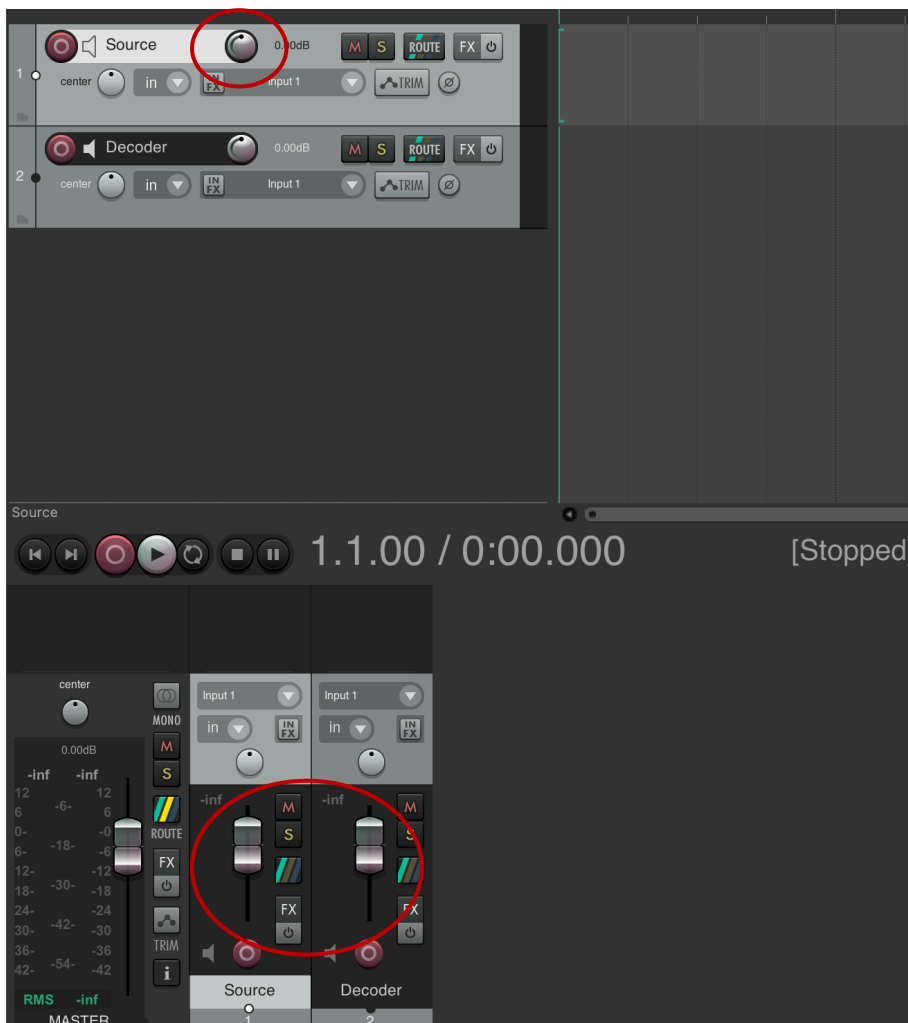 Source 0.00dB M S ROUTE FX
1 center in IN FX Input 1 TRIM
Decoder 0.00dB M S ROUTE FX
2 center in IN FX Input 1 TRIM
Source
1.1.00 / 0:00.000 [Stopped]
center
MONO
0.00dB
M
-inf -inf
S
12 12
6 -6- 6
0- -0
ROUTE
-18-
6- -6
FX
12- -12
-30-
18- -18
24- -24
-42-
30- -30
TRIM
36- -36
-54-
42- -42
i
RMS -inf
MASTER
Input 1
in IN FX
-inf
M
S
FX
Source
1
Input 1
in IN FX
-inf
M
S
FX
Decoder
2